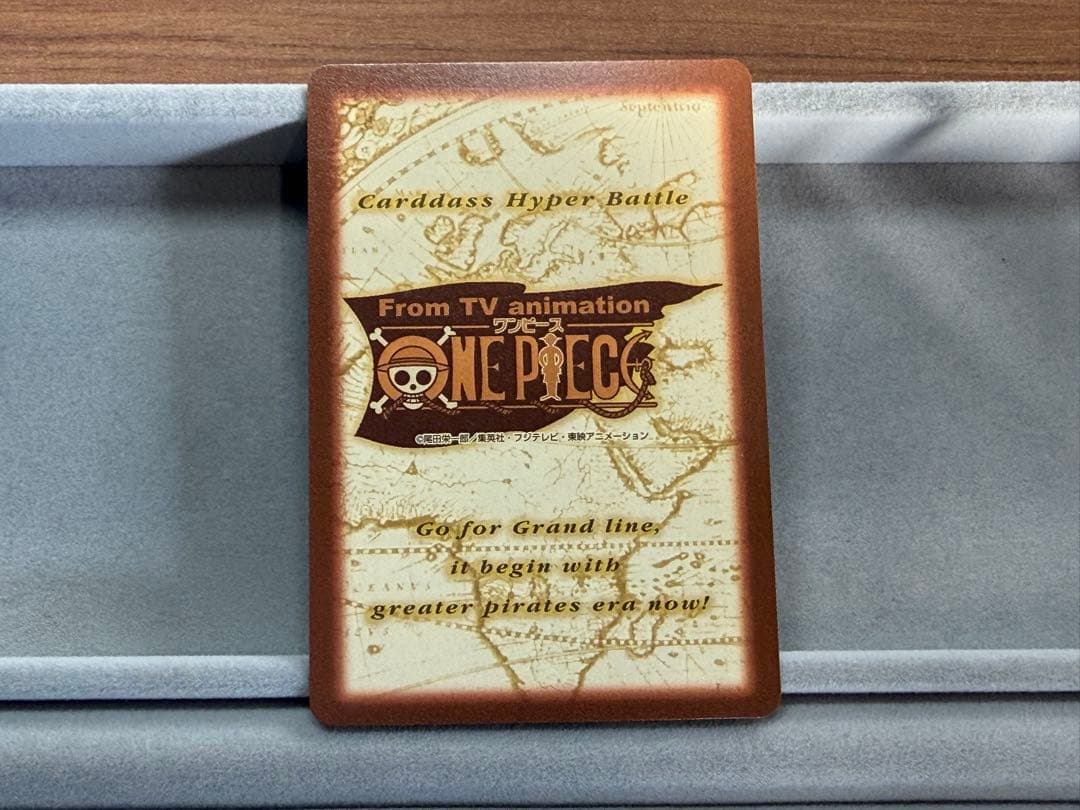 Septentrio
Carddass Hyper Battle
From TV animation
ワンピース
ONE PIECE
©尾田栄一郎／集英社・フジテレビ・東映アニメーション
Go for Grand line,
it begin with
greater pirates era now!